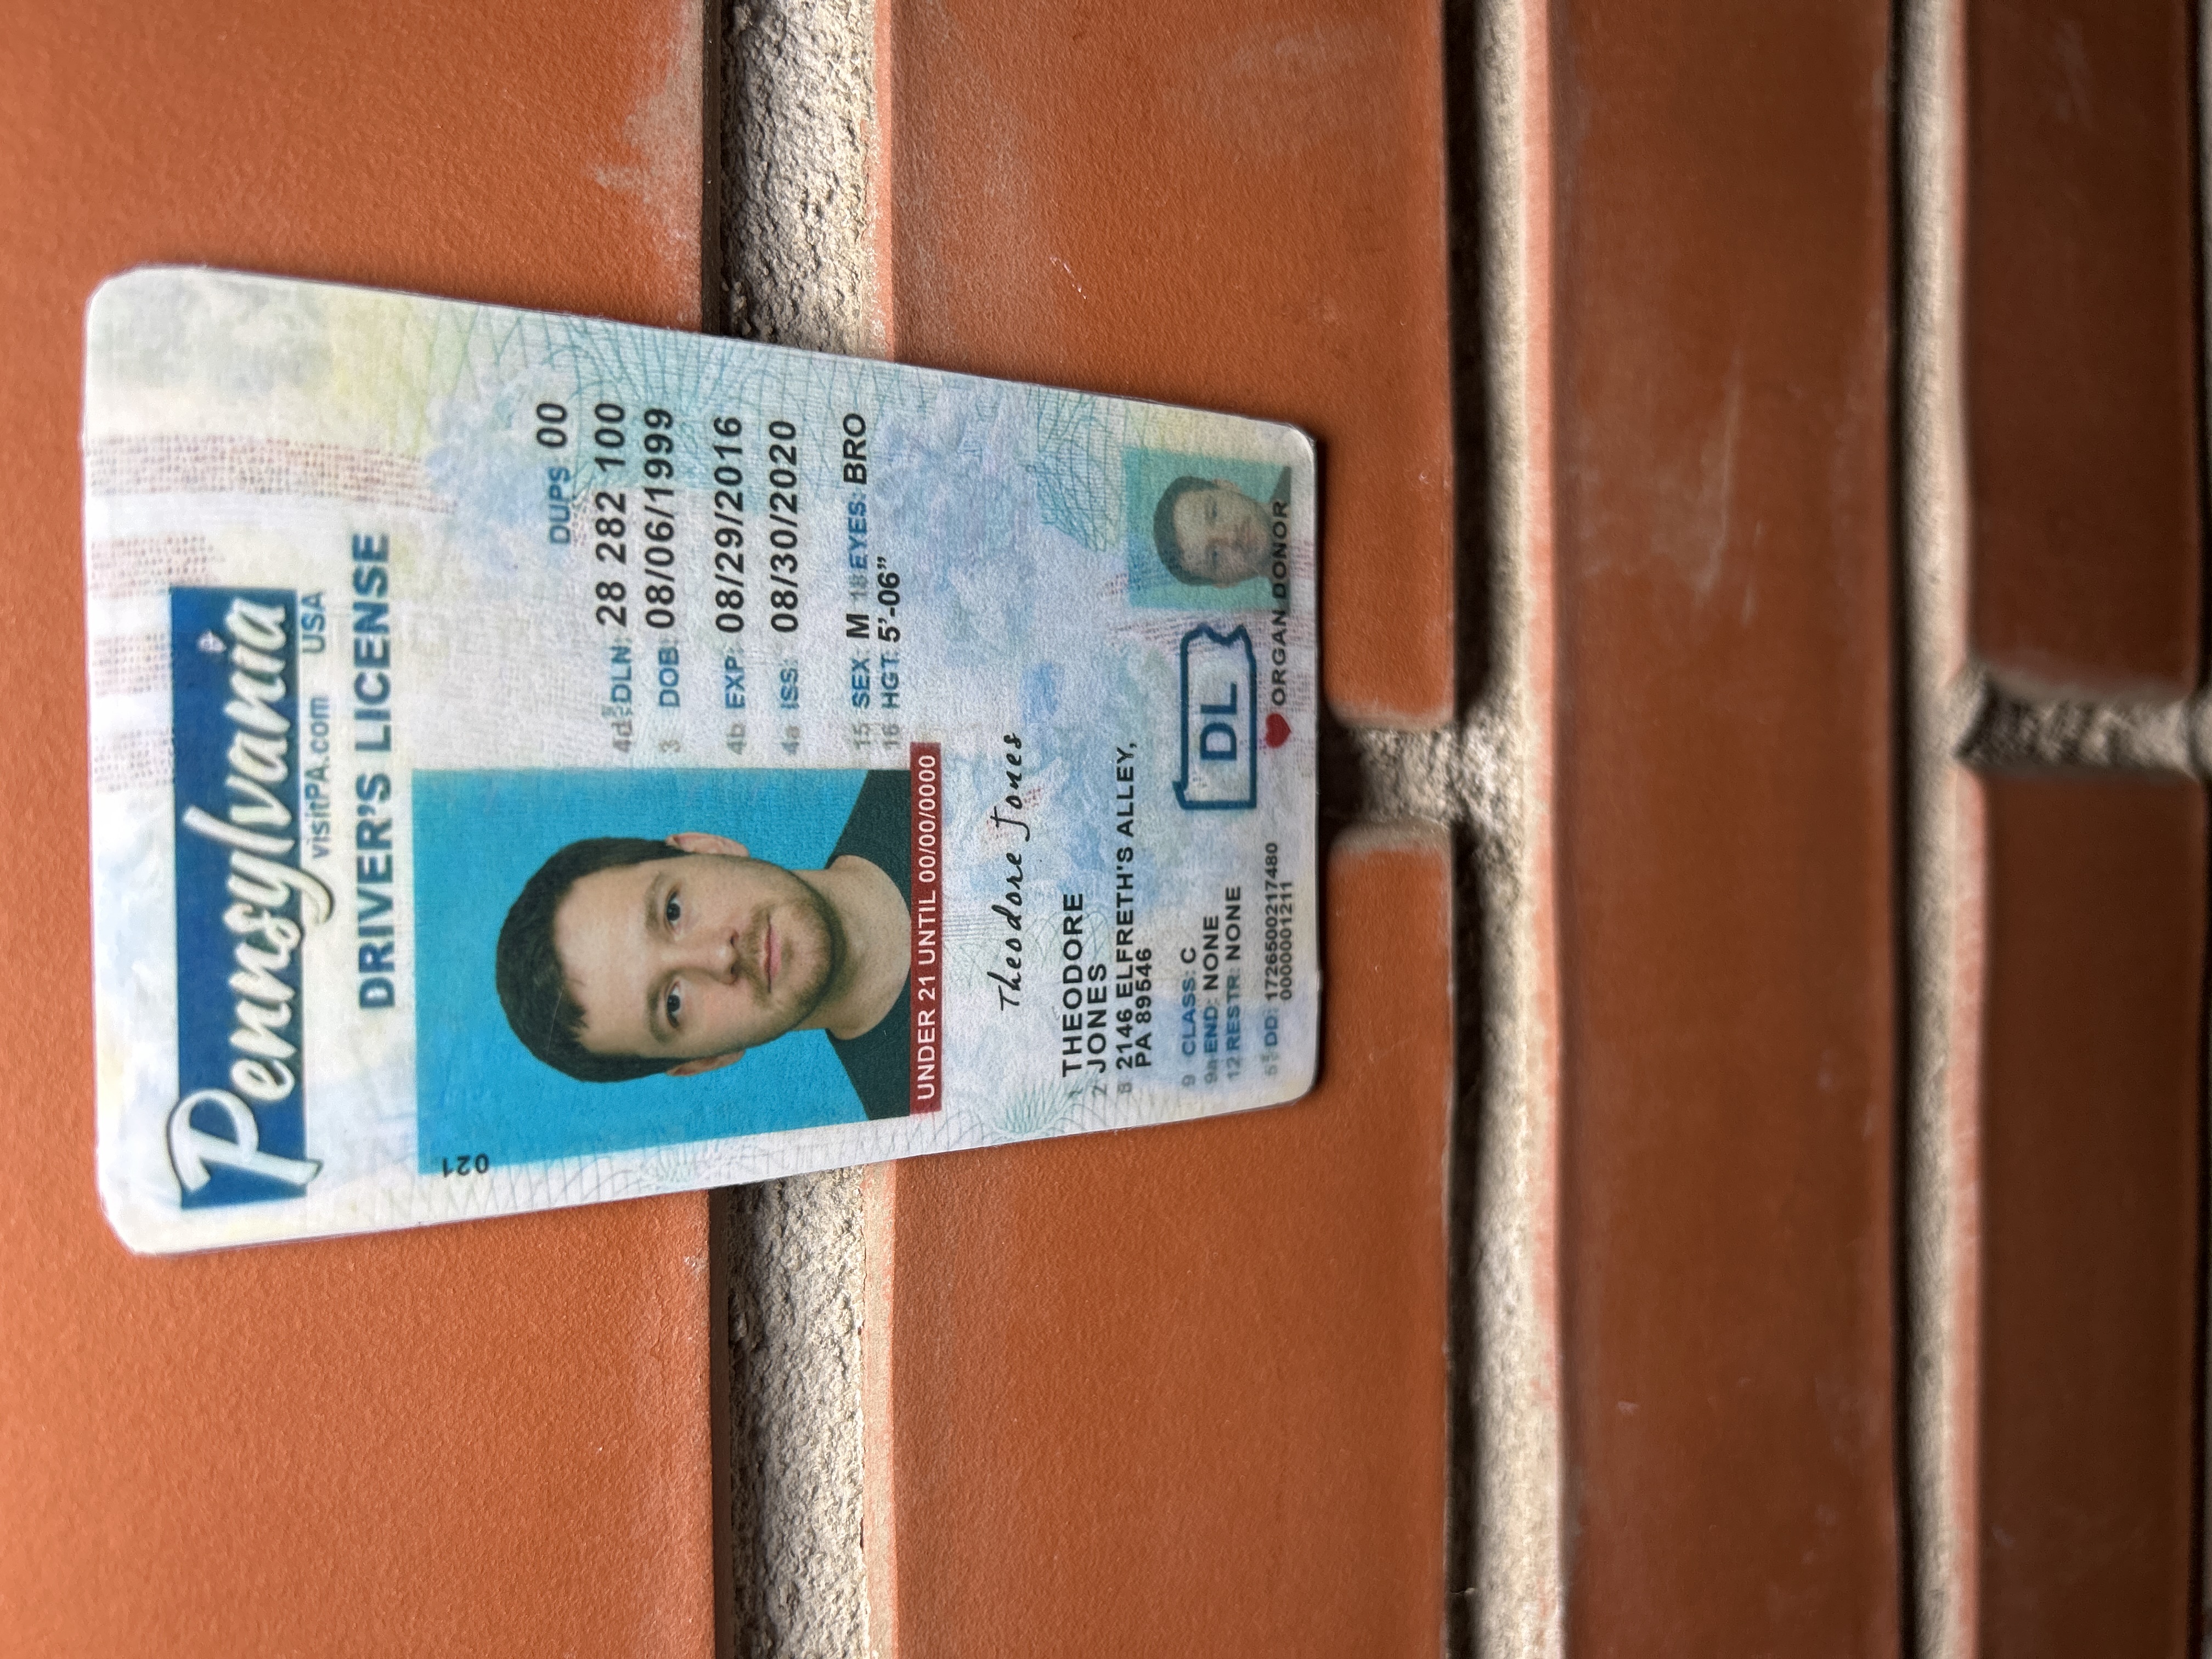 Pennsylvania
visitPA.com USA
DRIVER'S LICENSE
021
DUPS 00
4d DLN: 28 282 100
3 DOB: 08/06/1999
4b EXP: 08/29/2016
4a ISS: 08/30/2020
15 SEX: M 18 EYES: BRO
16 HGT: 5'-06”
UNDER 21 UNTIL 00/00/0000
Theodore Jones
1 THEODORE
2 JONES
8 2146 ELFRETH'S ALLEY,
PA 89546
9 CLASS: C
9a END: NONE
12 RESTR: NONE
DL
5 DD: 1726500217480
0000001211
ORGAN DONOR